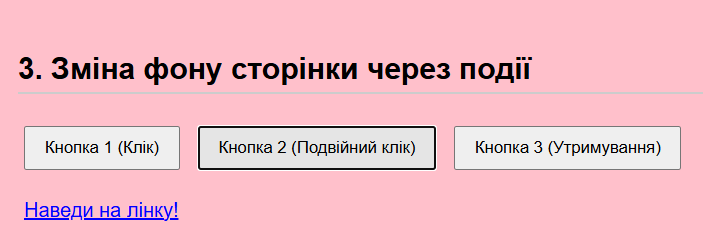 3. Зміна фону сторінки через події
Кнопка 1 (Клік) Кнопка 2 (Подвійний клік) Кнопка 3 (Утримування)
Наведи на лінку!